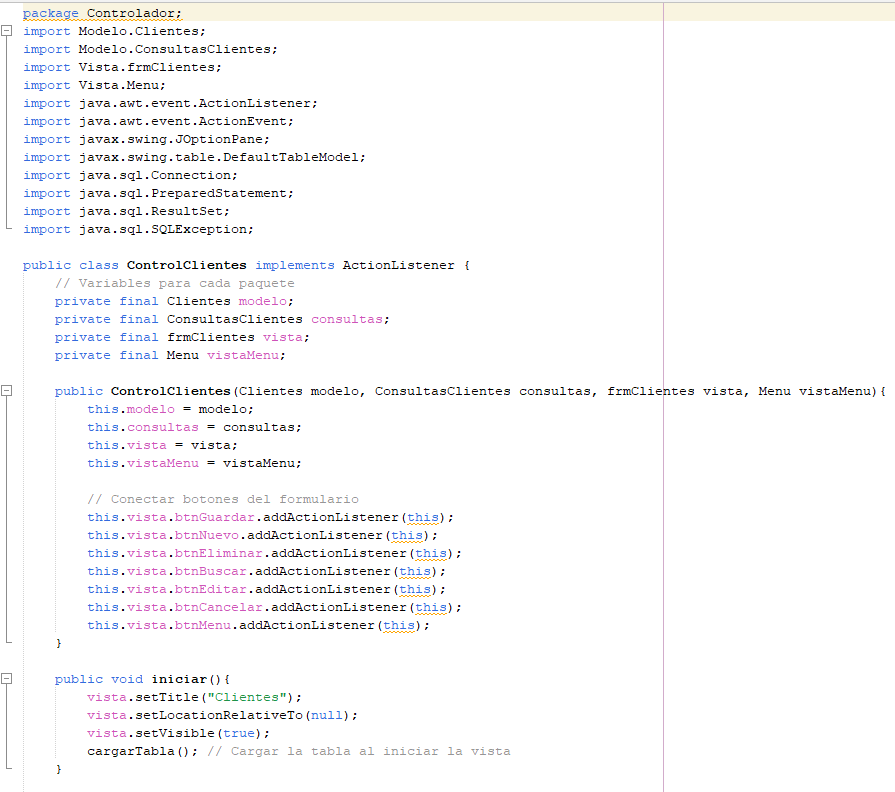 package Controlador;
import Modelo.Clientes;
import Modelo.ConsultasClientes;
import Vista.frmClientes;
import Vista.Menu;
import java.awt.event.ActionListener;
import java.awt.event.ActionEvent;
import javax.swing.JOptionPane;
import javax.swing.table.DefaultTableModel;
import java.sql.Connection;
import java.sql.PreparedStatement;
import java.sql.ResultSet;
import java.sql.SQLException;

public class ControlClientes implements ActionListener {
    // Variables para cada paquete
    private final Clientes modelo;
    private final ConsultasClientes consultas;
    private final frmClientes vista;
    private final Menu vistaMenu;

    public ControlClientes(Clientes modelo, ConsultasClientes consultas, frmClientes vista, Menu vistaMenu){
        this.modelo = modelo;
        this.consultas = consultas;
        this.vista = vista;
        this.vistaMenu = vistaMenu;

        // Conectar botones del formulario
        this.vista.btnGuardar.addActionListener(this);
        this.vista.btnNuevo.addActionListener(this);
        this.vista.btnEliminar.addActionListener(this);
        this.vista.btnBuscar.addActionListener(this);
        this.vista.btnEditar.addActionListener(this);
        this.vista.btnCancelar.addActionListener(this);
        this.vista.btnMenu.addActionListener(this);
    }

    public void iniciar(){
        vista.setTitle("Clientes");
        vista.setLocationRelativeTo(null);
        vista.setVisible(true);
        cargarTabla(); // Cargar la tabla al iniciar la vista
    }